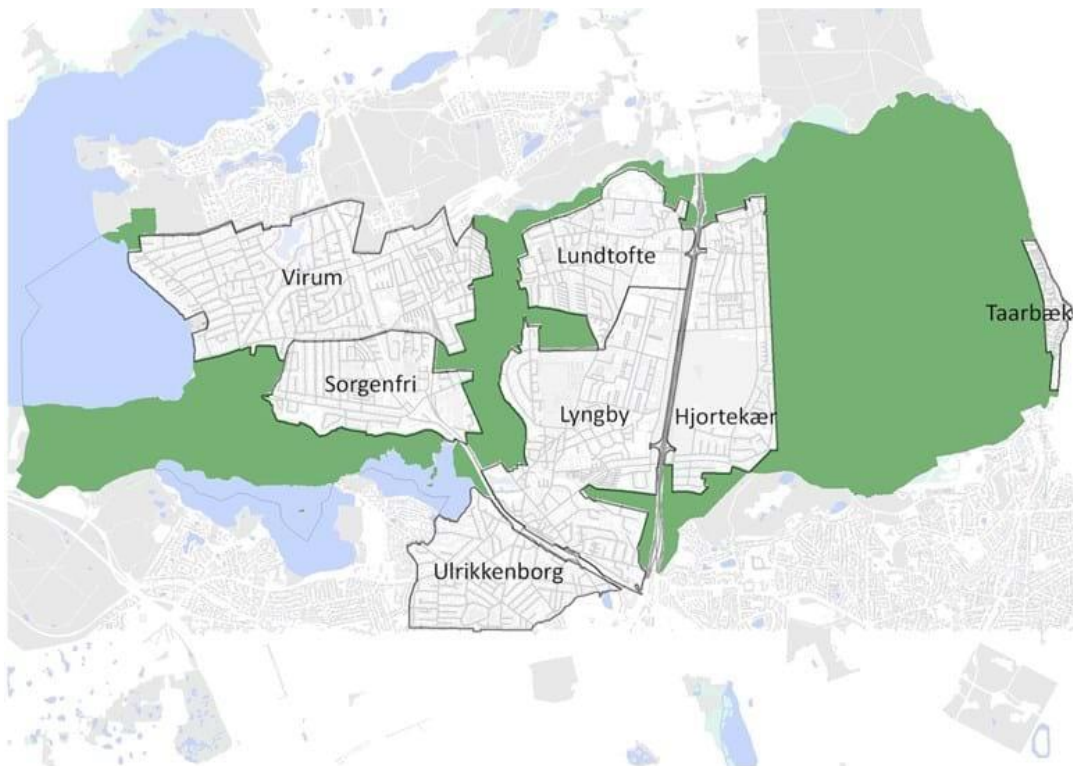 Lundtofte
Virum
Taarbæk
Sorgenfri
Lyngby
Hjortekær
Ulrikkenborg